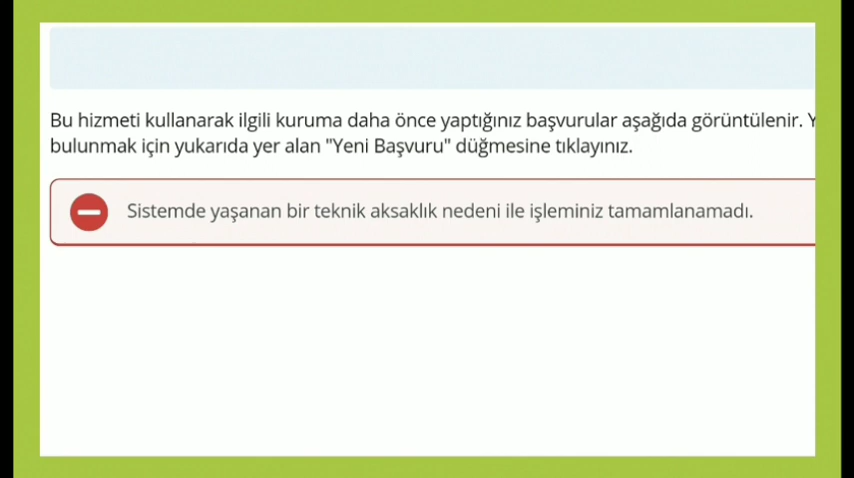 Bu hizmeti kullanarak ilgili kuruma daha önce yaptığınız başvurular aşağıda görüntülenir.
bulunmak için yukarıda yer alan "Yeni Başvuru" düğmesine tıklayınız.
Sistemde yaşanan bir teknik aksaklık nedeni ile işleminiz tamamlanamadı.